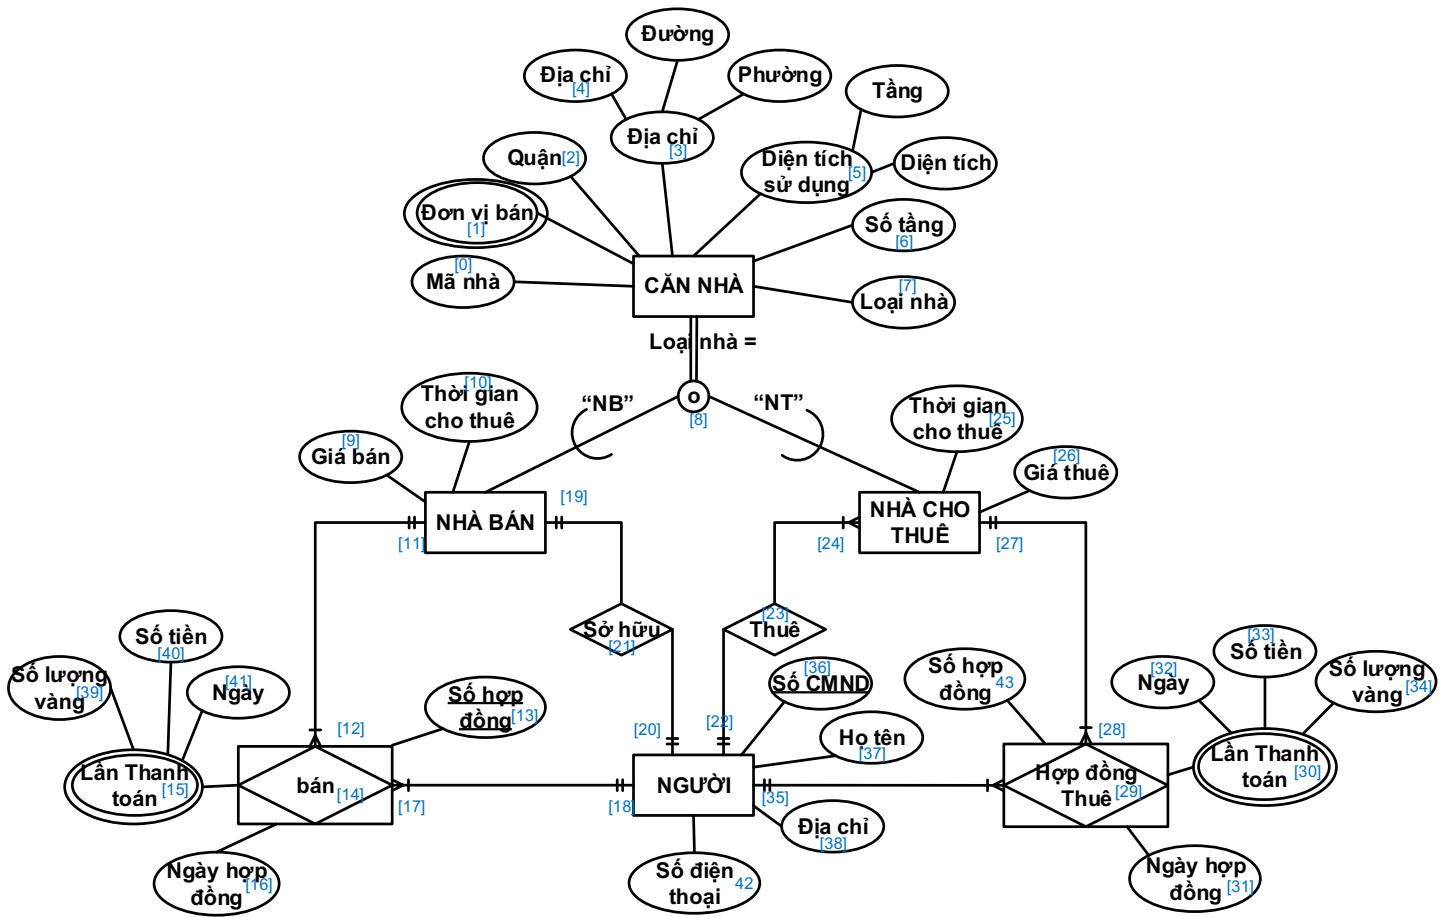 Đường
Địa chỉ
[4]
Phường
Tầng
Địa chỉ
[3]
Quận[2]
Diện tích
sử dụng
[5]
Diện tích
Đơn vị bán
[1]
Số tầng
[6]
[0]
Mã nhà
CĂN NHÀ
[7]
Loại nhà
Loại nhà =
[10]
Thời gian
cho thuê
“NB”
o
[8]
“NT”
Thời gian
cho thuê
[25]
[9]
Giá bán
[26]
Giá thuê
[19]
NHÀ BÁN
[11]
NHÀ CHO
THUÊ
[24]
[27]
Sở hữu
[21]
[23]
Thuê
Số tiền
[40]
Số lượng
vàng
[39]
[41]
Ngày
Số hợp
đồng
[13]
[36]
Số CMND
Số hợp
đồng
43
[32]
Ngày
[33]
Số tiền
Số lượng
vàng
[34]
[12]
[20]
[22]
Họ tên
[37]
[28]
Lần Thanh
toán
[15]
bán
[14]
[17]
[18]
NGƯỜI
[35]
Hợp đồng
Thuê
[29]
Lần Thanh
toán
[30]
Địa chỉ
[38]
Ngày hợp
đồng
[16]
Số điện
thoại
42
Ngày hợp
đồng
[31]